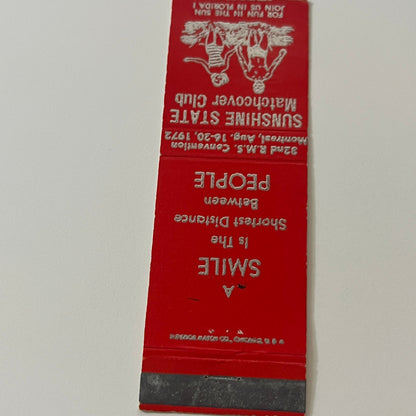 A
SMILE
Is The
Shortest Distance
Between
PEOPLE
32nd R.M.S. Convention
Montreal, Aug. 16-20, 1972
SUNSHINE STATE
Matchcover Club
FOR FUN IN THE SUN
JOIN US IN FLORIDA !